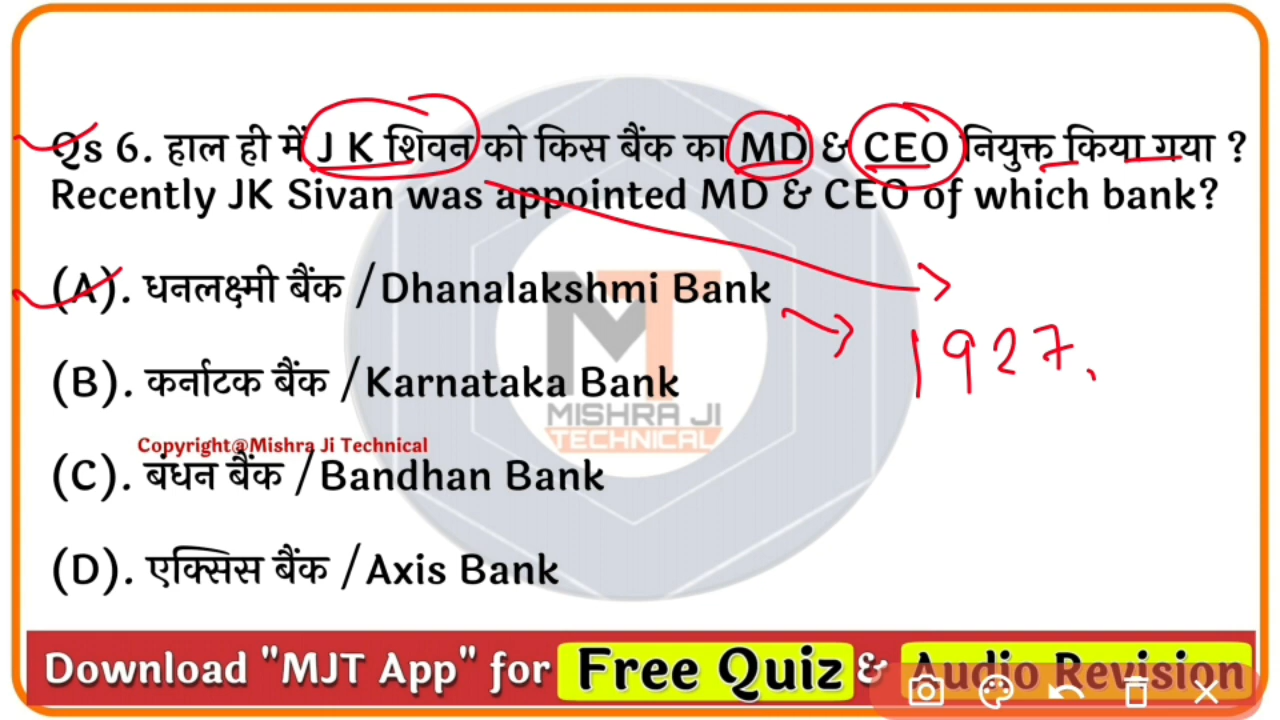 Qs 6. हाल ही में J K शिवन को किस बैंक का MD & CEO नियुक्त किया गया ?
Recently JK Sivan was appointed MD & CEO of which bank?
(A). धनलक्ष्मी बैंक /Dhanalakshmi Bank
1927.
(B). कर्नाटक बैंक /Karnataka Bank
MT
MISHRA JI
TECHNICAL
Copyright@Mishra Ji Technical
(C). बंधन बैंक /Bandhan Bank
(D). एक्सिस बैंक /Axis Bank
Download "MJT App" for Free Quiz & Audio Revision